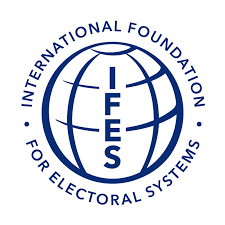 INTERNATIONAL FOUNDATION
• FOR ELECTORAL SYSTEMS •
IFES